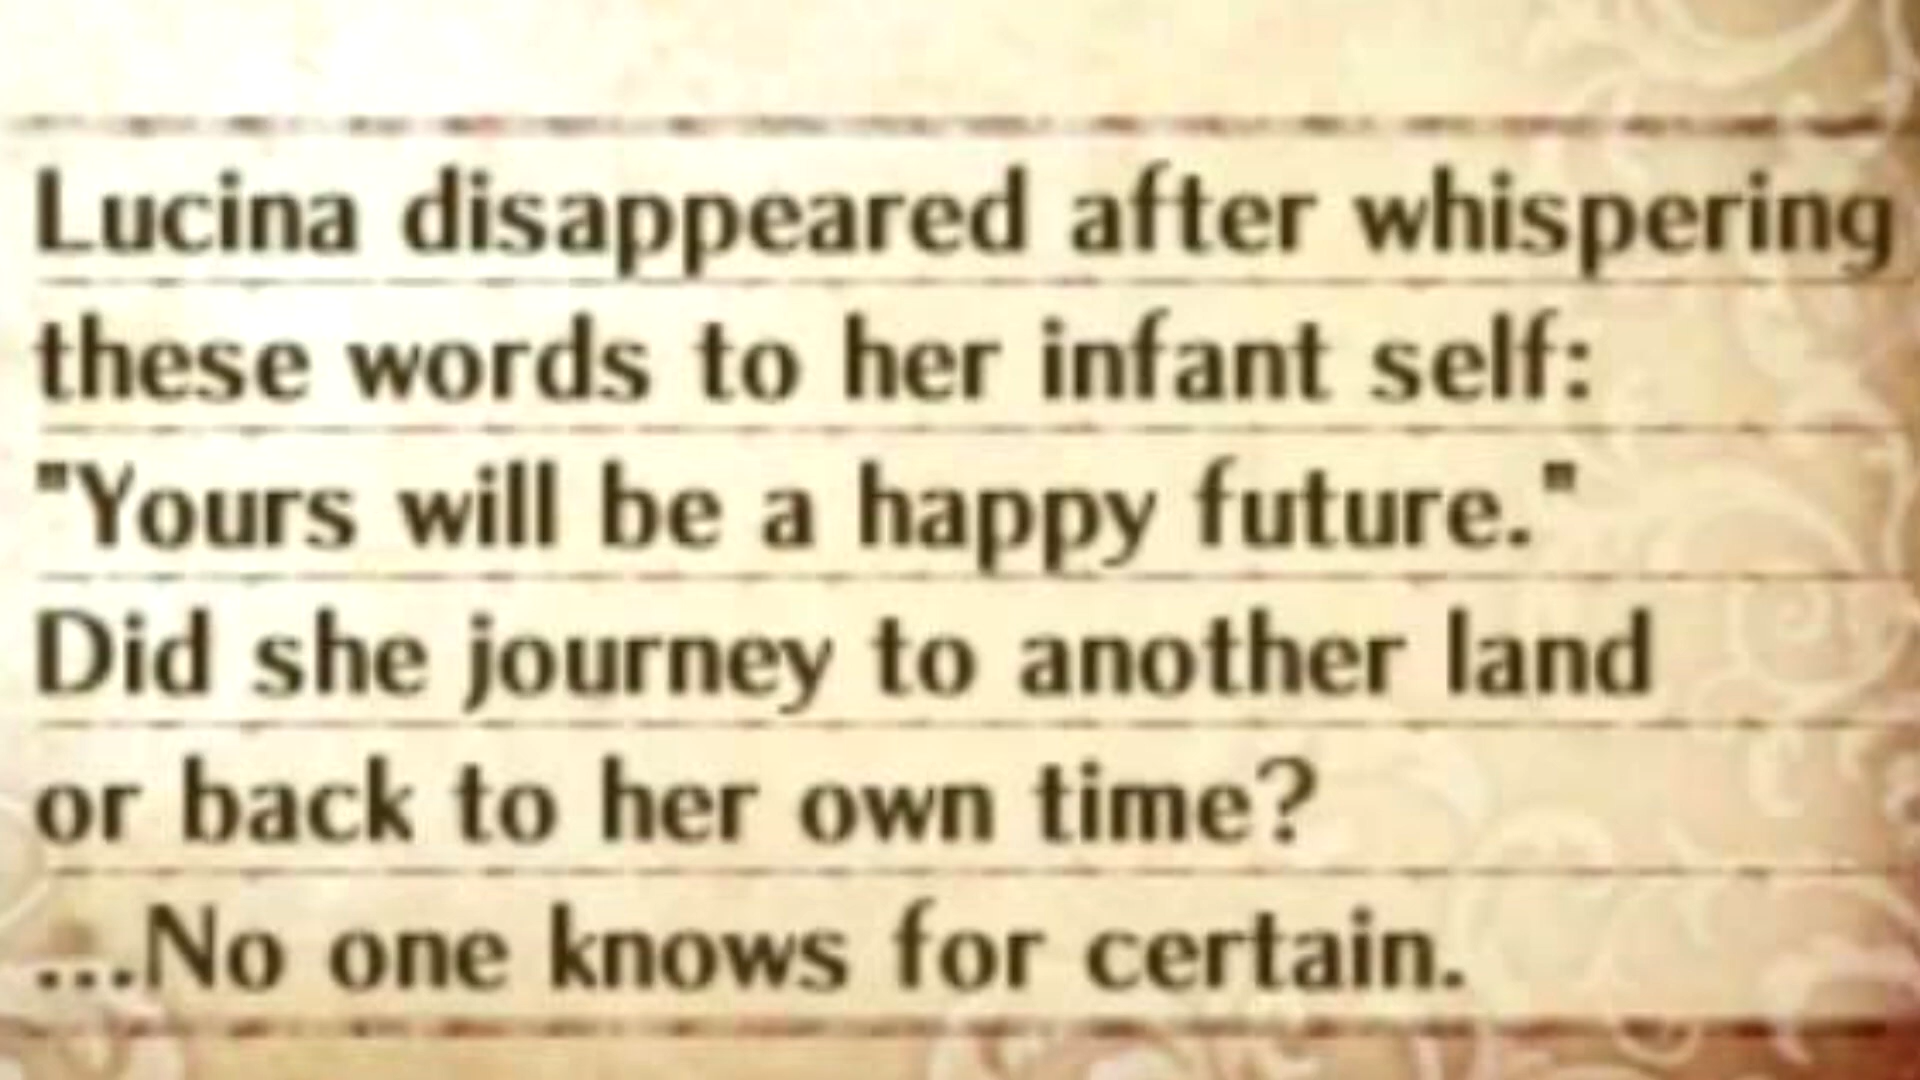 Lucina disappeared after whispering
these words to her infant self:
"Yours will be a happy future."
Did she journey to another land
or back to her own time?
...No one knows for certain.